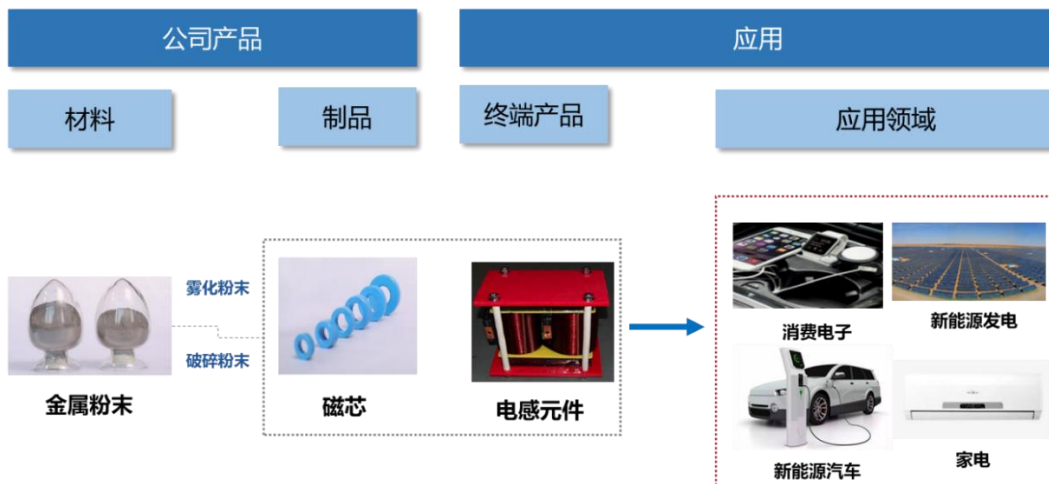 公司产品
应用
材料
制品
终端产品
应用领域
雾化粉末
破碎粉末
金属粉末
磁芯
电感元件
消费电子
新能源发电
新能源汽车
家电